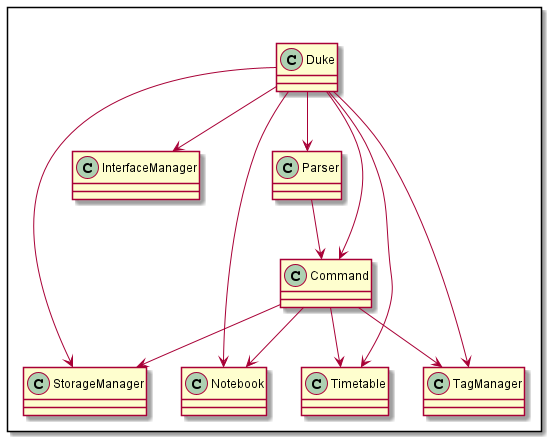 C Duke
C InterfaceManager
C Parser
C Command
C StorageManager
C Notebook
C Timetable
C TagManager